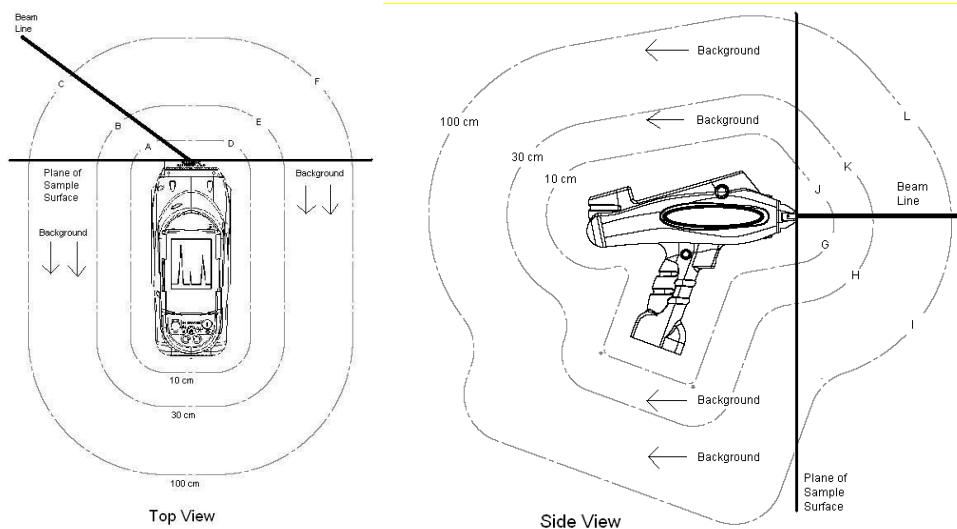 Beam
Line
C
F
B
E
A
D
Plane of
Sample
Surface
Background
Background
10 cm
30 cm
100 cm
Top View
Background
Background
100 cm
30 cm
10 cm
L
K
J
Beam
Line
G
H
I
Background
Background
Plane of
Sample
Surface
Side View